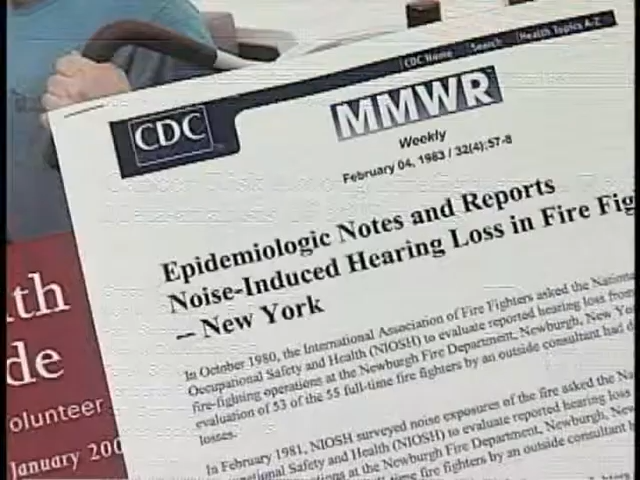 CDC Home Search Health Topics A-Z
CDC
MMWR
Weekly
February 04, 1983 / 32(4);57-8
Epidemiologic Notes and Reports
Noise-Induced Hearing Loss in Fire Fig
-- New York
In October 1980, the International Association of Fire Fighters asked the Nationa
Occupational Safety and Health (NIOSH) to evaluate reported hearing loss from
fire-fighting operations at the Newburgh Fire Department, Newburgh, New Yo
evaluation of 53 of the 55 full-time fire fighters by an outside consultant had d
losses.
In February 1981, NIOSH surveyed noise exposures of the fire asked the Na
ational Safety and Health (NIOSH) to evaluate reported hearing loss
ations at the Newburgh Fire Department, Newburgh, New
time fire fighters by an outside consultant h
th
de
olunteer
January 200